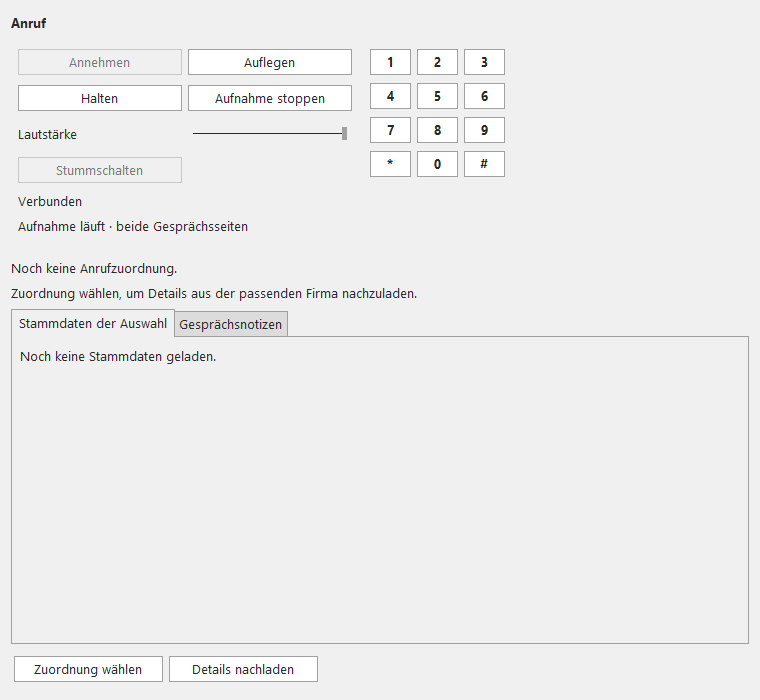 Anruf
Annehmen Auflegen 1 2 3
Halten Aufnahme stoppen 4 5 6
Lautstärke 7 8 9
Stummschalten * 0 #
Verbunden
Aufnahme läuft · beide Gesprächsseiten
Noch keine Anrufzuordnung.
Zuordnung wählen, um Details aus der passenden Firma nachzuladen.
Stammdaten der Auswahl Gesprächsnotizen
Noch keine Stammdaten geladen.
Zuordnung wählen Details nachladen